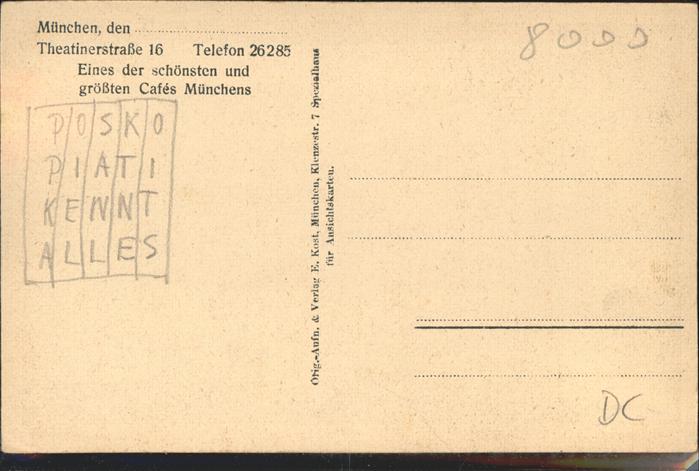 München, den
Theatinerstraße 16 Telefon 26285
Eines der schönsten und
größten Cafés Münchens
POSKO
PIATI
KENNT
ALLES
Orig.-Aufn. & Verlag E. Kost, München, Klenzestr. 7 Spezialhaus
für Ansichtskarten.
8000
DC